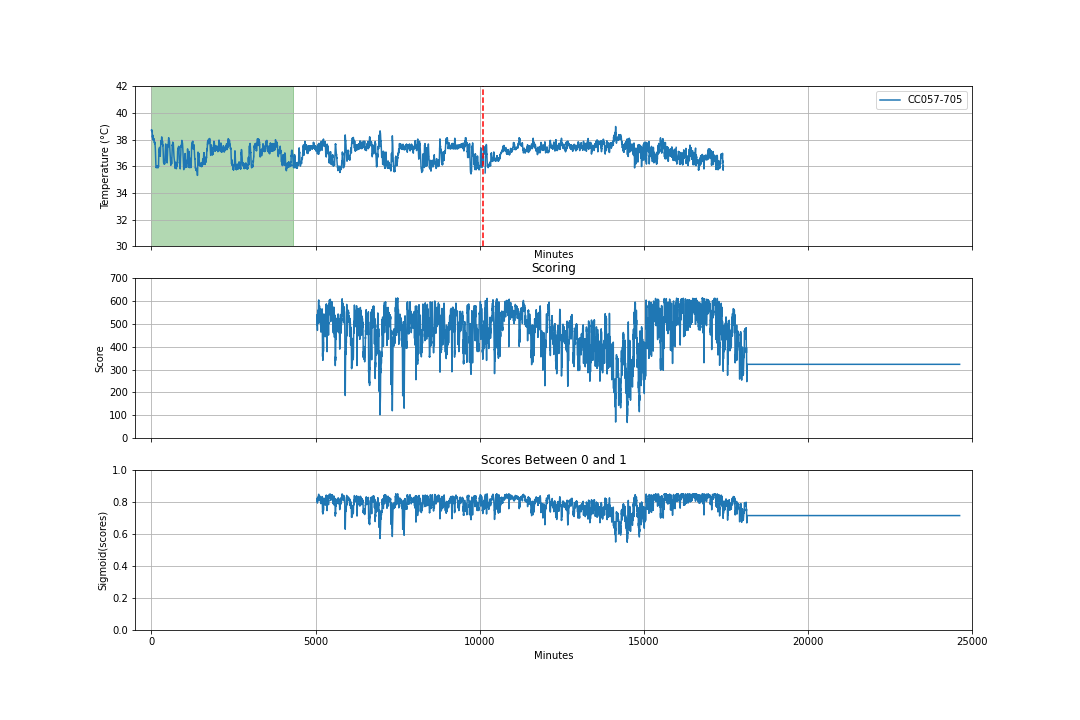 42
40
38
36
34
32
30
Temperature (°C)
CC057-705
Minutes
Scoring
700
600
500
400
300
200
100
0
Score
Scores Between 0 and 1
1.0
0.8
0.6
0.4
0.2
0.0
Sigmoid(scores)
0 5000 10000 15000 20000 25000
Minutes